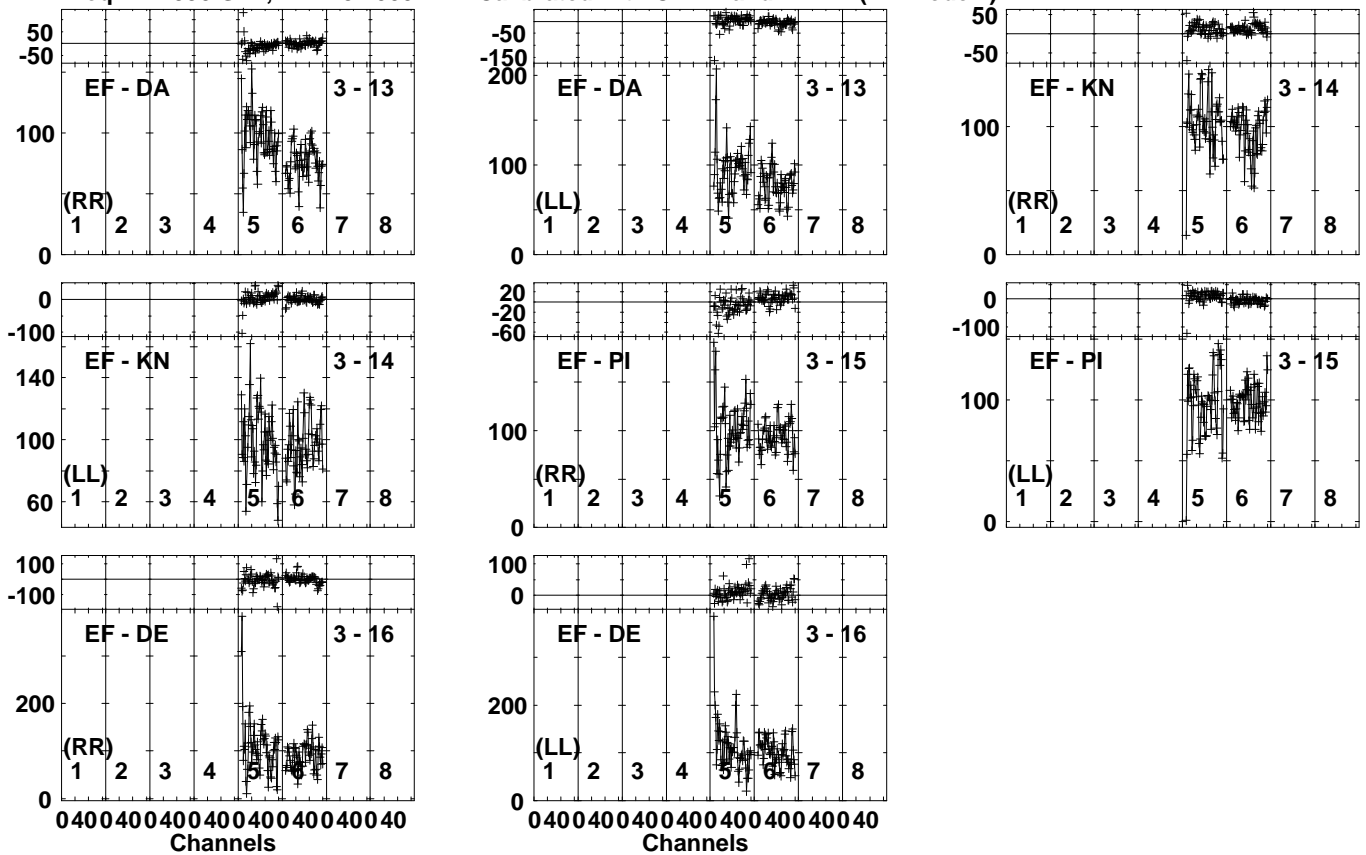 50
-50
EF - DA 3 - 13
100
(RR)
1 2 3 4 5 6 7 8
0
-50
-150
200
EF - DA 3 - 13
100
(LL)
1 2 3 4 5 6 7 8
0
50
-50
EF - KN 3 - 14
100
(RR)
1 2 3 4 5 6 7 8
0
0
-100
EF - KN 3 - 14
140
100
(LL)
1 2 3 4 5 6 7 8
60
20
-20
-60
EF - PI 3 - 15
100
(RR)
1 2 3 4 5 6 7 8
0
0
-100
EF - PI 3 - 15
100
(LL)
1 2 3 4 5 6 7 8
0
100
-100
EF - DE 3 - 16
200
(RR)
1 2 3 4 5 6 7 8
0
0 40 0 40 0 40 0 40 0 40 0 40 0 40 0 40
Channels
100
0
EF - DE 3 - 16
200
(LL)
1 2 3 4 5 6 7 8
0
0 40 0 40 0 40 0 40 0 40 0 40 0 40 0 40
Channels